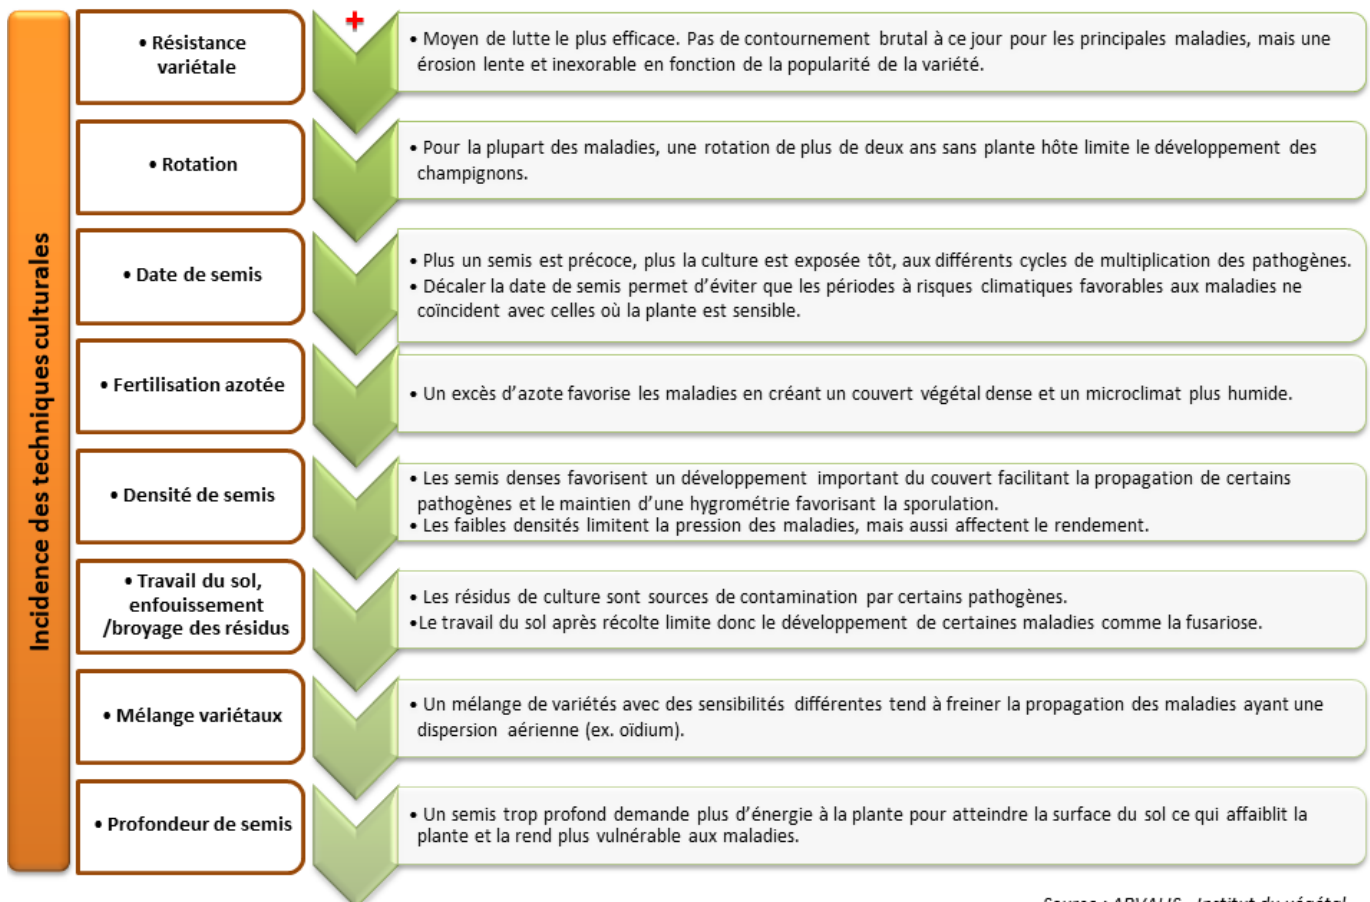 Incidence des techniques culturales
+
• Résistance
variétale
• Moyen de lutte le plus efficace. Pas de contournement brutal à ce jour pour les principales maladies, mais une
érosion lente et inexorable en fonction de la popularité de la variété.
• Rotation
• Pour la plupart des maladies, une rotation de plus de deux ans sans plante hôte limite le développement des
champignons.
• Date de semis
• Plus un semis est précoce, plus la culture est exposée tôt, aux différents cycles de multiplication des pathogènes.
• Décaler la date de semis permet d'éviter que les périodes à risques climatiques favorables aux maladies ne
coïncident avec celles où la plante est sensible.
• Fertilisation azotée
• Un excès d'azote favorise les maladies en créant un couvert végétal dense et un microclimat plus humide.
• Densité de semis
• Les semis denses favorisent un développement important du couvert facilitant la propagation de certains
pathogènes et le maintien d'une hygrométrie favorisant la sporulation.
• Les faibles densités limitent la pression des maladies, mais aussi affectent le rendement.
• Travail du sol,
enfouissement
/broyage des résidus
• Les résidus de culture sont sources de contamination par certains pathogènes.
•Le travail du sol après récolte limite donc le développement de certaines maladies comme la fusariose.
• Mélange variétaux
• Un mélange de variétés avec des sensibilités différentes tend à freiner la propagation des maladies ayant une
dispersion aérienne (ex. oïdium).
• Profondeur de semis
• Un semis trop profond demande plus d'énergie à la plante pour atteindre la surface du sol ce qui affaiblit la
plante et la rend plus vulnérable aux maladies.
Source : ARVALIS - Institut du végétal